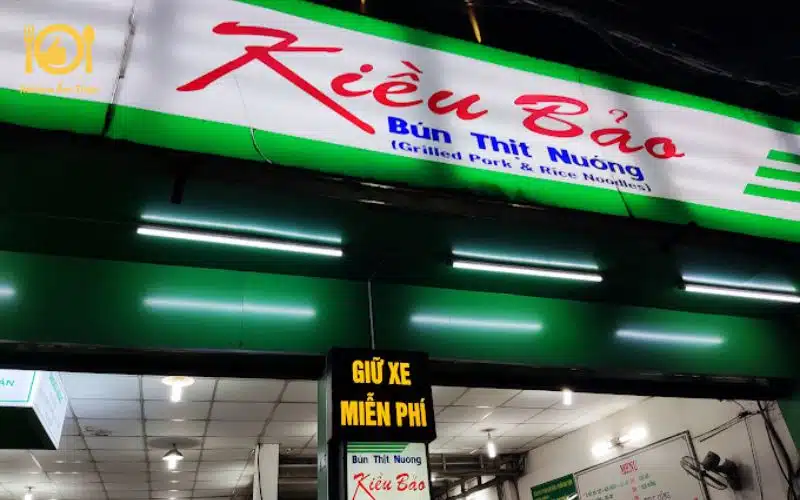 Kiều Bảo
Bún Thịt Nướng
(Grilled Pork & Rice Noodles)
GIỮ XE
MIỄN PHÍ
Bún Thịt Nướng
Kiều Bảo
MENU